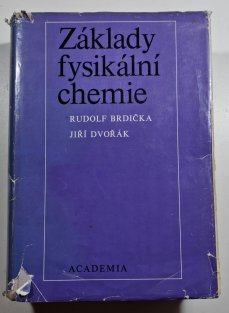 Základy
fysikální
chemie
RUDOLF BRDIČKA
JIŘÍ DVOŘÁK
ACADEMIA